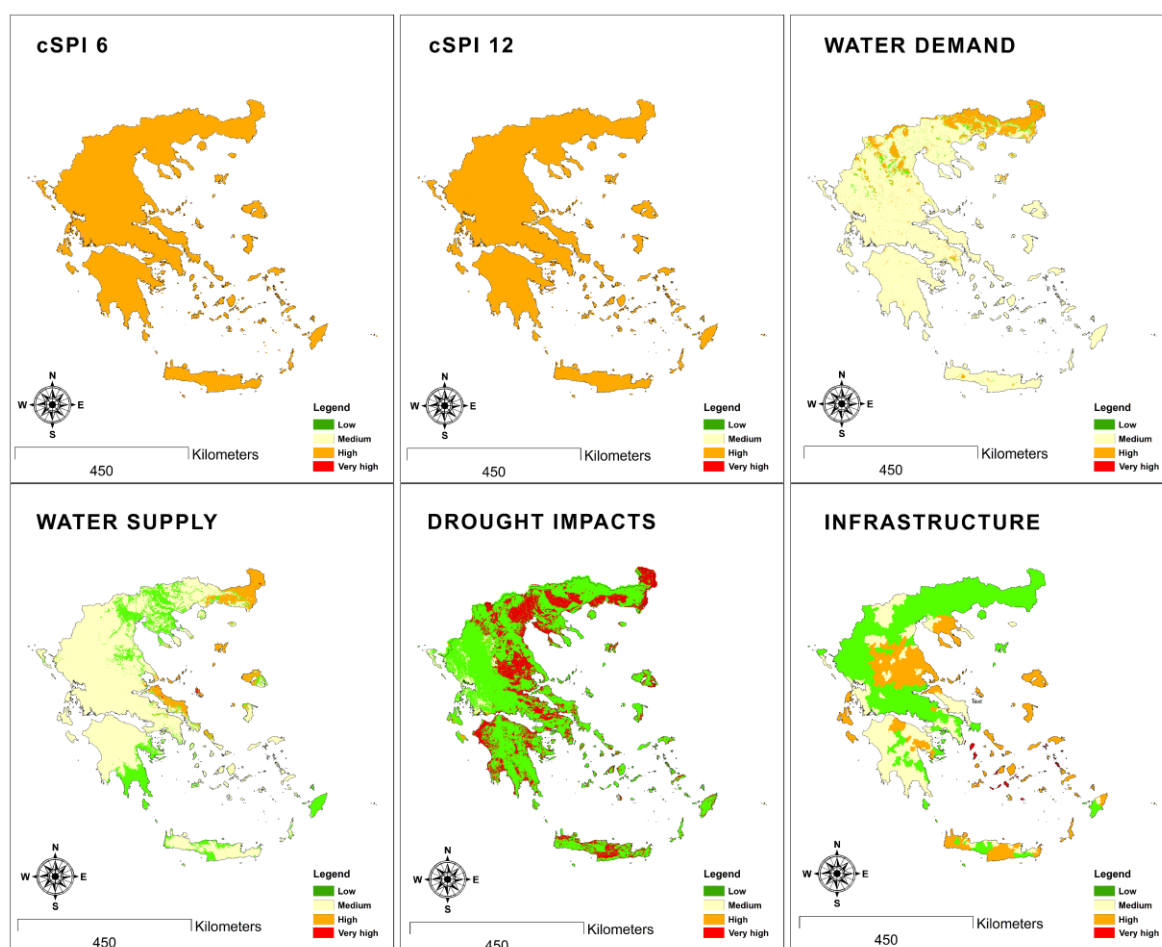 cSPI 6
N
W E
S
Legend
Low
Medium
High
Very high
Kilometers
450
cSPI 12
N
W E
S
Legend
Low
Medium
High
Very high
Kilometers
450
WATER DEMAND
N
W E
S
Legend
Low
Medium
High
Very high
Kilometers
450
WATER SUPPLY
N
W E
S
Legend
Low
Medium
High
Very high
Kilometers
450
DROUGHT IMPACTS
N
W E
S
Legend
Low
Medium
High
Very high
Kilometers
450
INFRASTRUCTURE
Text
N
W E
S
Legend
Low
Medium
High
Very high
Kilometers
450